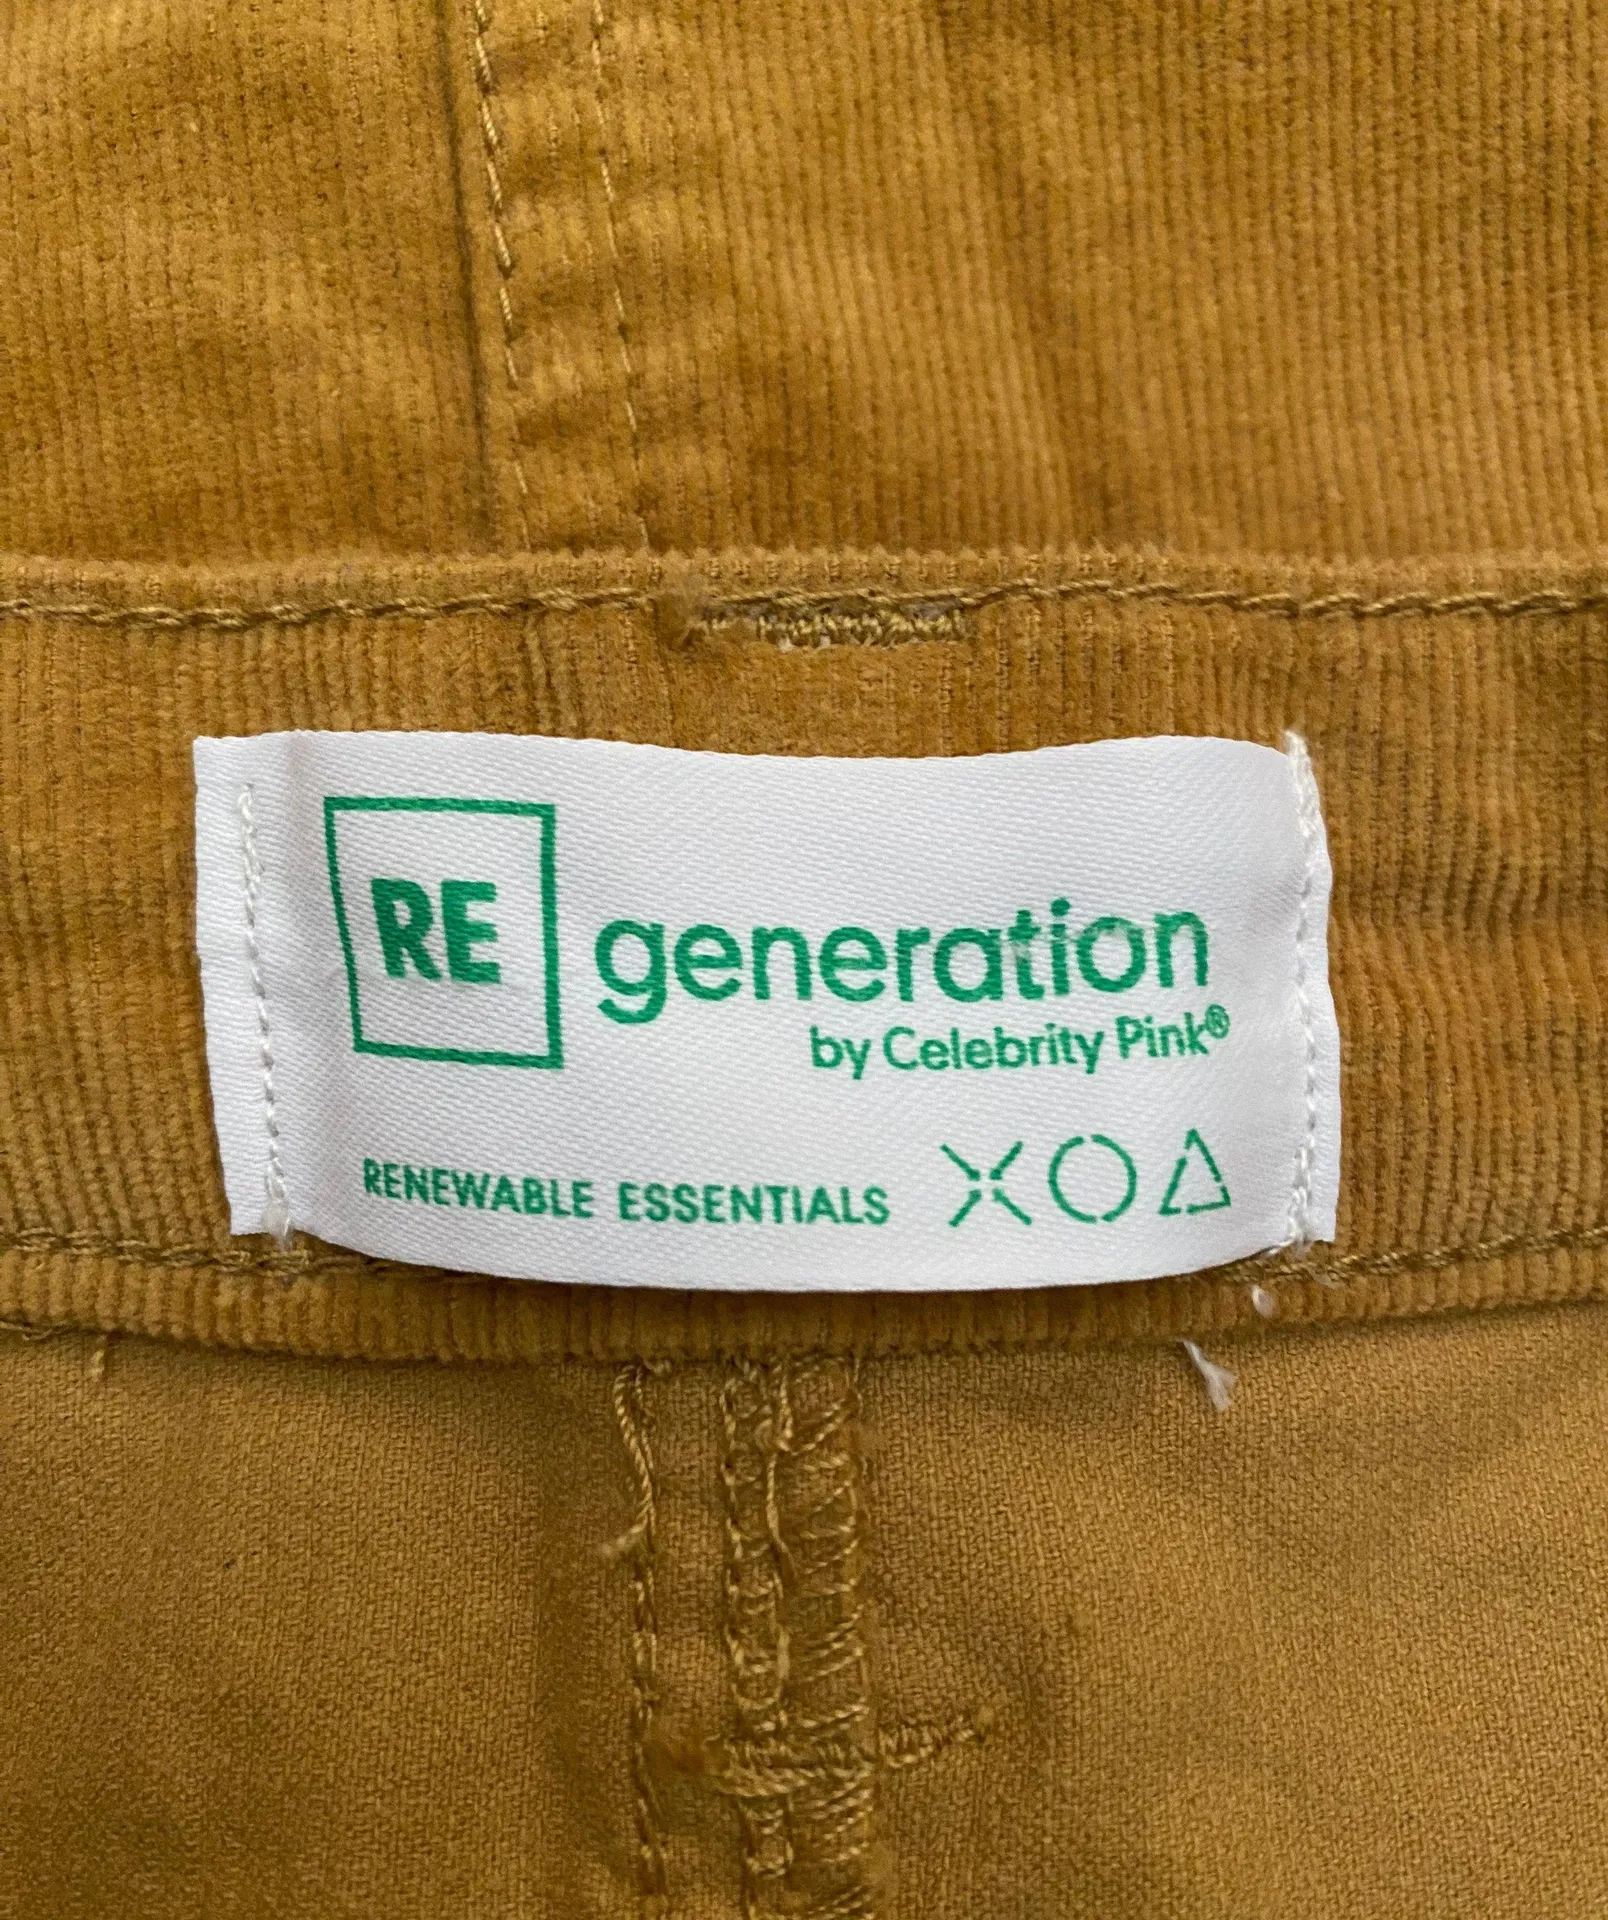 RE generation
by Celebrity Pink®
RENEWABLE ESSENTIALS